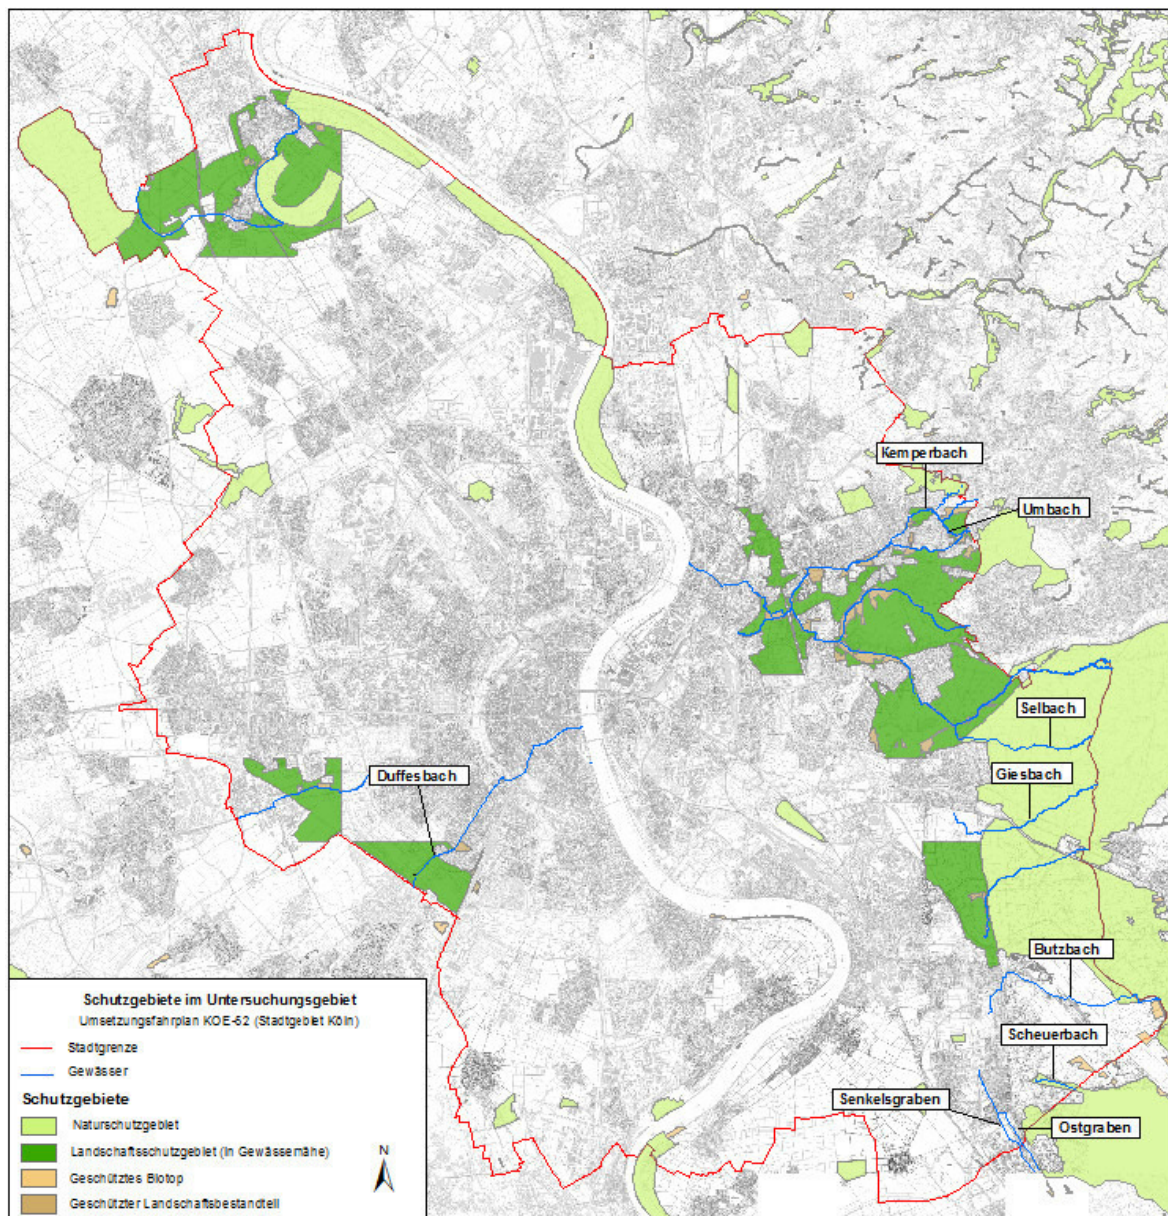 Kemperbach
Umbach
Selbach
Giesbach
Duffesbach
Butzbach
Scheuerbach
Senkelsgraben
Ostgraben
Schutzgebiete im Untersuchungsgebiet
Umsetzungsfahrplan KOE-52 (Stadtgebiet Köln)
Stadtgrenze
Gewässer
Schutzgebiete
Naturschutzgebiet
Landschaftsschutzgebiet (in Gewässernähe)
Geschütztes Biotop
Geschützter Landschaftsbestandteil
N